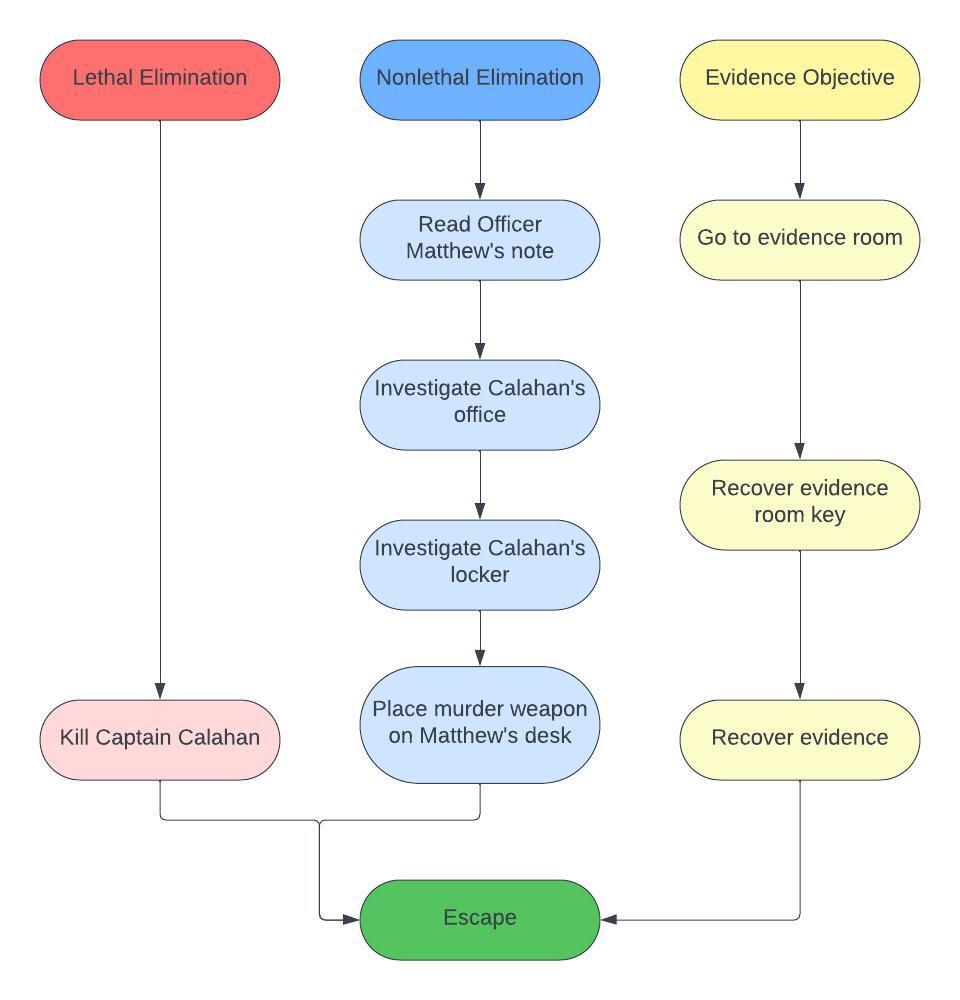 Lethal Elimination
Nonlethal Elimination
Evidence Objective
Read Officer
Matthew's note
Go to evidence room
Investigate Calahan's
office
Recover evidence
room key
Investigate Calahan's
locker
Kill Captain Calahan
Place murder weapon
on Matthew's desk
Recover evidence
Escape